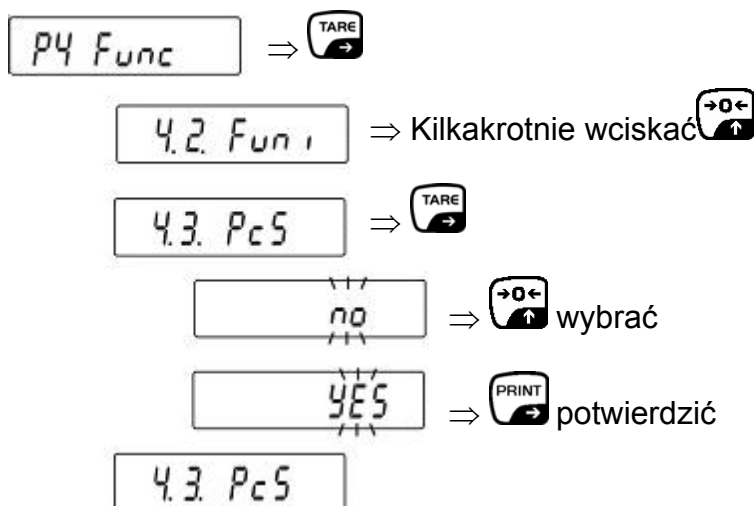 P4 Func ⇒ TARE
4.2. Fun i ⇒ Kilkakrotnie wciskać →0←
4.3. PcS ⇒ TARE
no ⇒ →0← wybrać
YES ⇒ PRINT potwierdzić
4.3. PcS